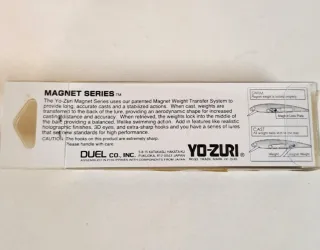 MAGNET SERIES™
The Yo-Zuri Magnet Series uses our patented Magnet Weight Transfer System to
provide long, accurate casts and a stabilized actions. When cast, weights are
transferred to the back of the lure, providing an aerodynamic shape for increased
casting distance and accuracy. When retrieved, the weights lock into the middle of
the bait, providing a balanced, lifelike swimming action. Add in features like realistic
holographic finishes, 3D eyes, and extra-sharp hooks and you have a series of lures
that set new standards for high performance.
CAUTION: The hooks on this product are extremely sharp.
Please handle with care.
DUEL CO., INC.
YO-ZURI®
CAST
Magnet